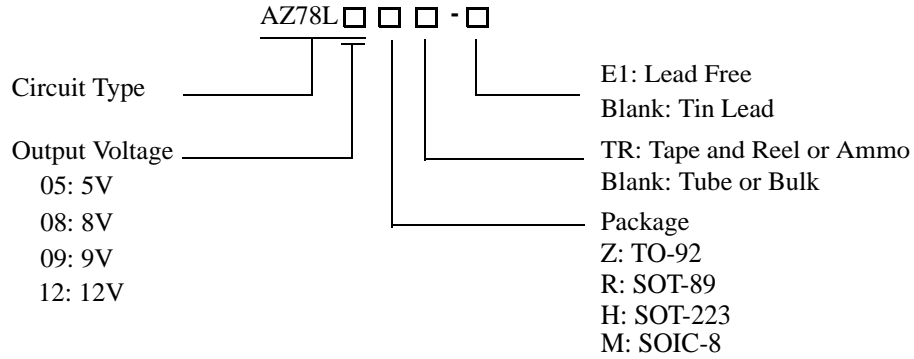 AZ78L□ □ □ - □
Circuit Type
Output Voltage
05: 5V
08: 8V
09: 9V
12: 12V
E1: Lead Free
Blank: Tin Lead
TR: Tape and Reel or Ammo
Blank: Tube or Bulk
Package
Z: TO-92
R: SOT-89
H: SOT-223
M: SOIC-8